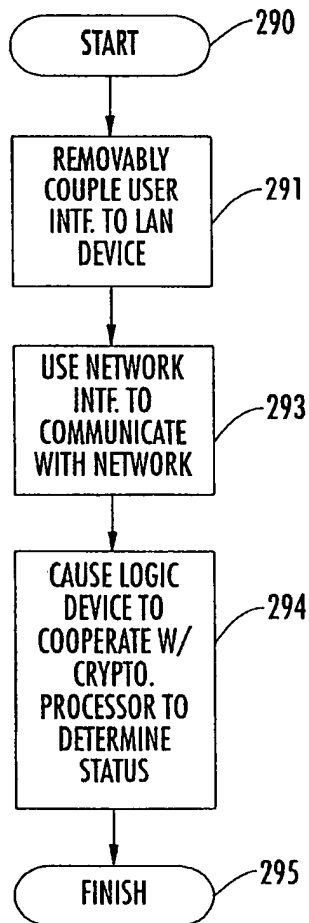 START
290
REMOVABLY
COUPLE USER
INTF. TO LAN
DEVICE
291
USE NETWORK
INTF. TO
COMMUNICATE
WITH NETWORK
293
CAUSE LOGIC
DEVICE TO
COOPERATE W/
CRYPTO.
PROCESSOR TO
DETERMINE
STATUS
294
FINISH
295